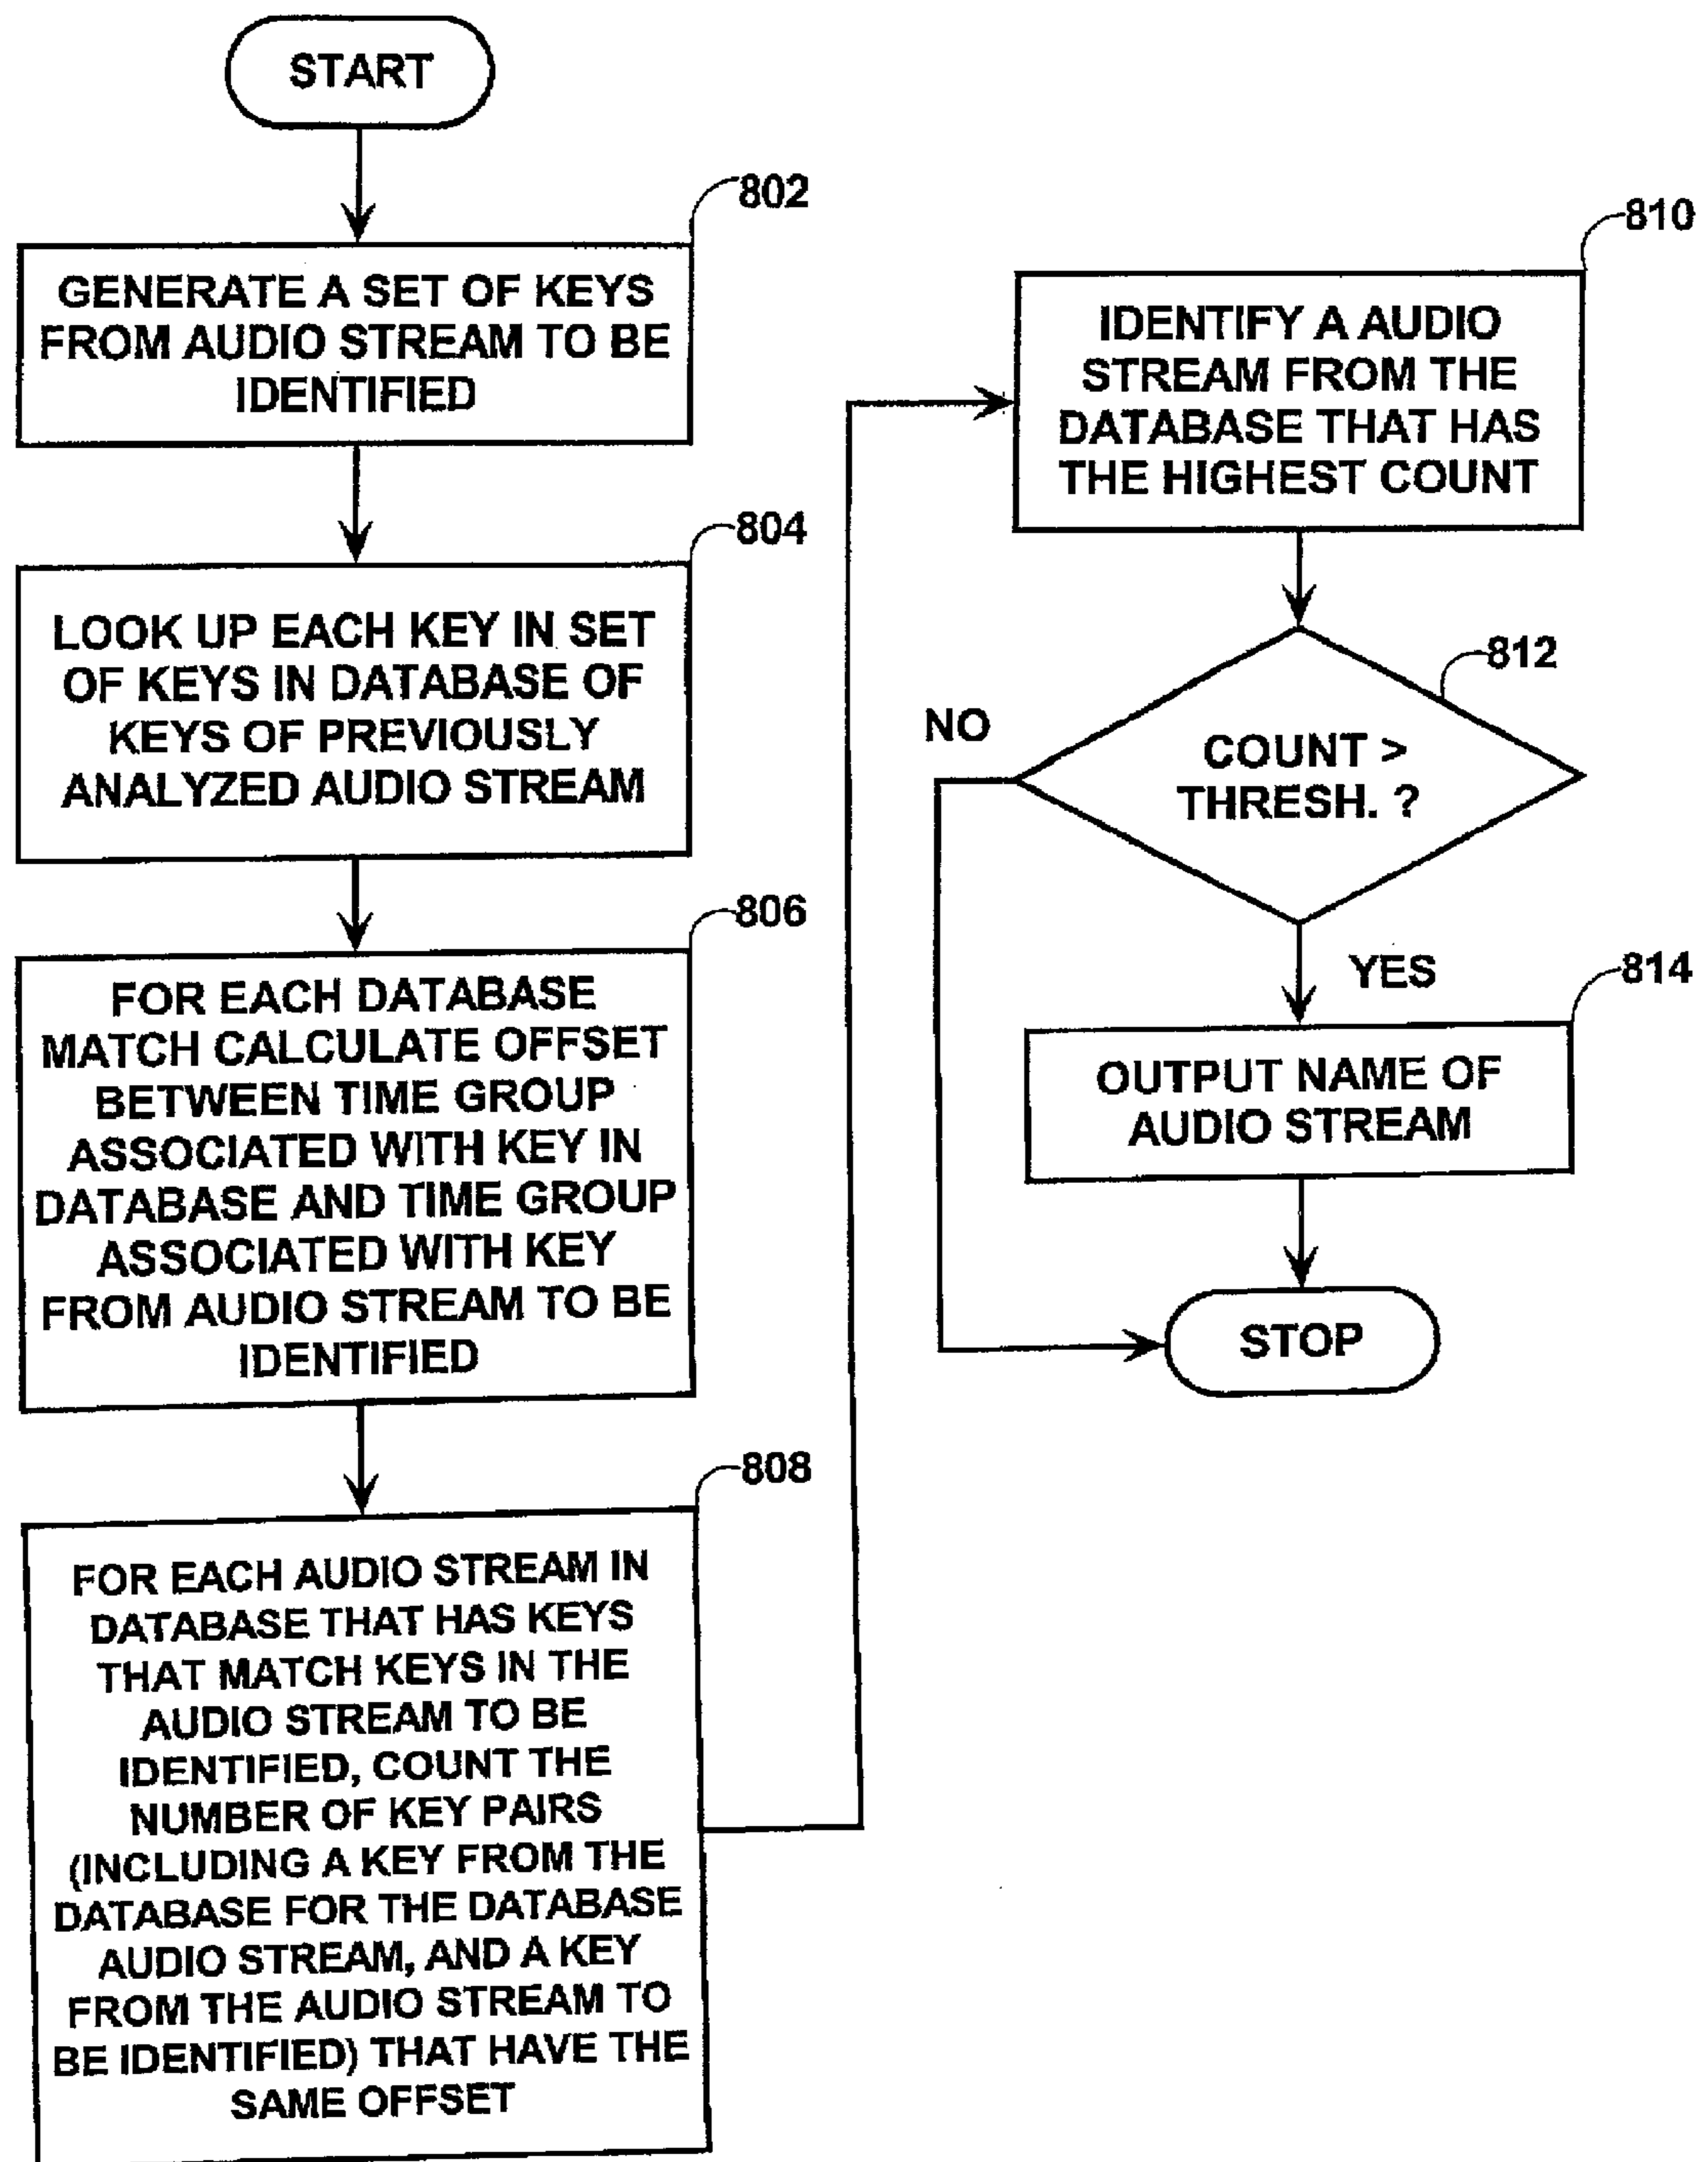 START
802
GENERATE A SET OF KEYS
FROM AUDIO STREAM TO BE
IDENTIFIED
804
LOOK UP EACH KEY IN SET
OF KEYS IN DATABASE OF
KEYS OF PREVIOUSLY
ANALYZED AUDIO STREAM
806
FOR EACH DATABASE
MATCH CALCULATE OFFSET
BETWEEN TIME GROUP
ASSOCIATED WITH KEY IN
DATABASE AND TIME GROUP
ASSOCIATED WITH KEY
FROM AUDIO STREAM TO BE
IDENTIFIED
808
FOR EACH AUDIO STREAM IN
DATABASE THAT HAS KEYS
THAT MATCH KEYS IN THE
AUDIO STREAM TO BE
IDENTIFIED, COUNT THE
NUMBER OF KEY PAIRS
(INCLUDING A KEY FROM THE
DATABASE FOR THE DATABASE
AUDIO STREAM, AND A KEY
FROM THE AUDIO STREAM TO
BE IDENTIFIED) THAT HAVE THE
SAME OFFSET
810
IDENTIFY A AUDIO
STREAM FROM THE
DATABASE THAT HAS
THE HIGHEST COUNT
812
NO
COUNT >
THRESH. ?
YES
814
OUTPUT NAME OF
AUDIO STREAM
STOP